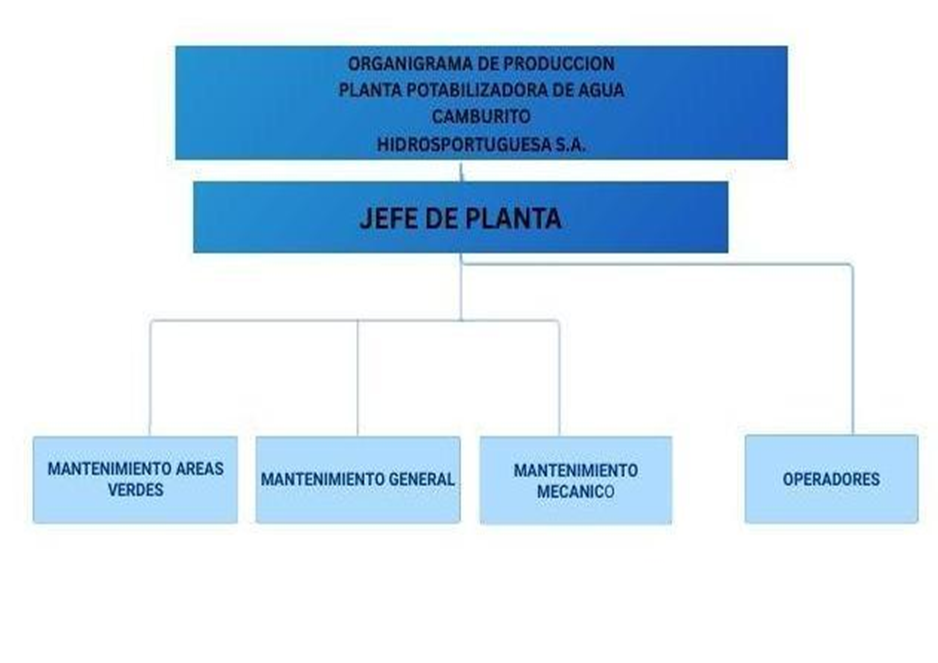 ORGANIGRAMA DE PRODUCCION
PLANTA POTABILIZADORA DE AGUA
CAMBURITO
HIDROSPORTUGUESA S.A.
JEFE DE PLANTA
MANTENIMIENTO AREAS
VERDES
MANTENIMIENTO GENERAL
MANTENIMIENTO
MECANICO
OPERADORES